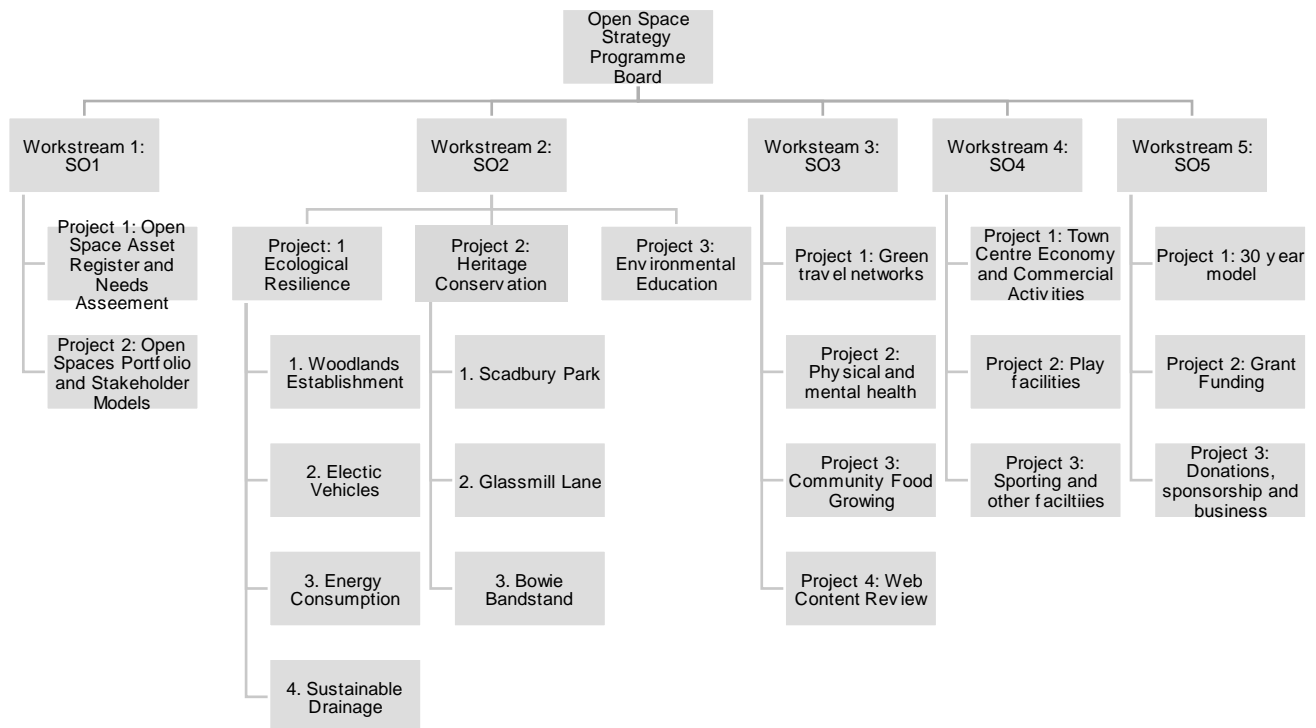 Open Space
Strategy
Programme
Board
Workstream 1:
SO1
Project 1: Open
Space Asset
Register and
Needs
Asseement
Project 2: Open
Spaces Portfolio
and Stakeholder
Models
Workstream 2:
SO2
Project: 1
Ecological
Resilience
1. Woodlands
Establishment
2. Electic
Vehicles
3. Energy
Consumption
4. Sustainable
Drainage
Project 2:
Heritage
Conservation
1. Scadbury Park
2. Glassmill Lane
3. Bowie
Bandstand
Project 3:
Environmental
Education
Worksteam 3:
SO3
Project 1: Green
travel networks
Project 2:
Physical and
mental health
Project 3:
Community Food
Growing
Project 4: Web
Content Review
Workstream 4:
SO4
Project 1: Town
Centre Economy
and Commercial
Activities
Project 2: Play
facilities
Project 3:
Sporting and
other faciltiies
Workstream 5:
SO5
Project 1: 30 year
model
Project 2: Grant
Funding
Project 3:
Donations,
sponsorship and
business